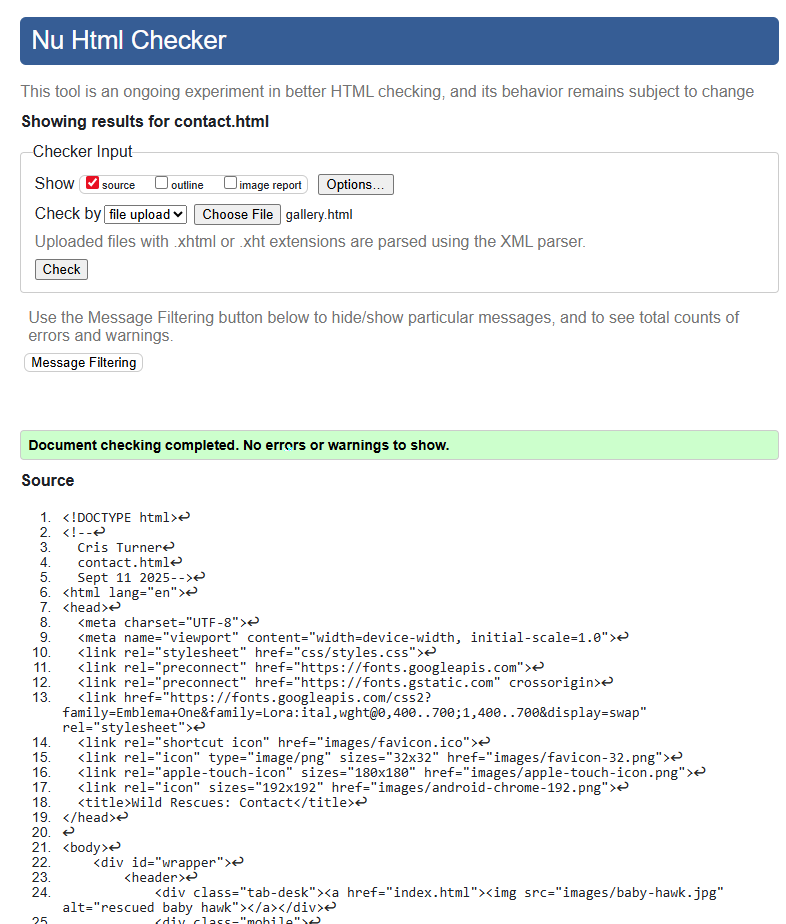 Nu Html Checker
This tool is an ongoing experiment in better HTML checking, and its behavior remains subject to change
Showing results for contact.html
Checker Input
Show source outline image report Options...
Check by file upload Choose File gallery.html
Uploaded files with .xhtml or .xht extensions are parsed using the XML parser.
Check
Use the Message Filtering button below to hide/show particular messages, and to see total counts of
errors and warnings.
Message Filtering
Document checking completed. No errors or warnings to show.
Source
1. <!DOCTYPE html>↩
2. <!--↩
3.   Cris Turner↩
4.   contact.html↩
5.   Sept 11 2025-->↩
6. <html lang="en">↩
7. <head>↩
8.   <meta charset="UTF-8">↩
9.   <meta name="viewport" content="width=device-width, initial-scale=1.0">↩
10.   <link rel="stylesheet" href="css/styles.css">↩
11.   <link rel="preconnect" href="https://fonts.googleapis.com">↩
12.   <link rel="preconnect" href="https://fonts.gstatic.com" crossorigin>↩
13.   <link href="https://fonts.googleapis.com/css2?
family=Emblema+One&family=Lora:ital,wght@0,400..700;1,400..700&display=swap"
rel="stylesheet">↩
14.   <link rel="shortcut icon" href="images/favicon.ico">↩
15.   <link rel="icon" type="image/png" sizes="32x32" href="images/favicon-32.png">↩
16.   <link rel="apple-touch-icon" sizes="180x180" href="images/apple-touch-icon.png">↩
17.   <link rel="icon" sizes="192x192" href="images/android-chrome-192.png">↩
18.   <title>Wild Rescues: Contact</title>↩
19. </head>↩
20. ↩
21. <body>↩
22.     <div id="wrapper">↩
23.         <header>↩
24.             <div class="tab-desk"><a href="index.html"><img src="images/baby-hawk.jpg"
alt="rescued baby hawk"></a></div>↩
25.             <div class="mobile">↩